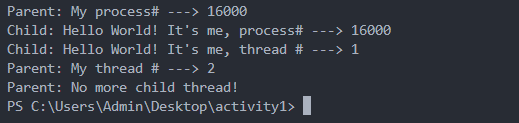 Parent: My process# ---> 16000
Child: Hello World! It's me, process# ---> 16000
Child: Hello World! It's me, thread # ---> 1
Parent: My thread # ---> 2
Parent: No more child thread!
PS C:\Users\Admin\Desktop\activity1>